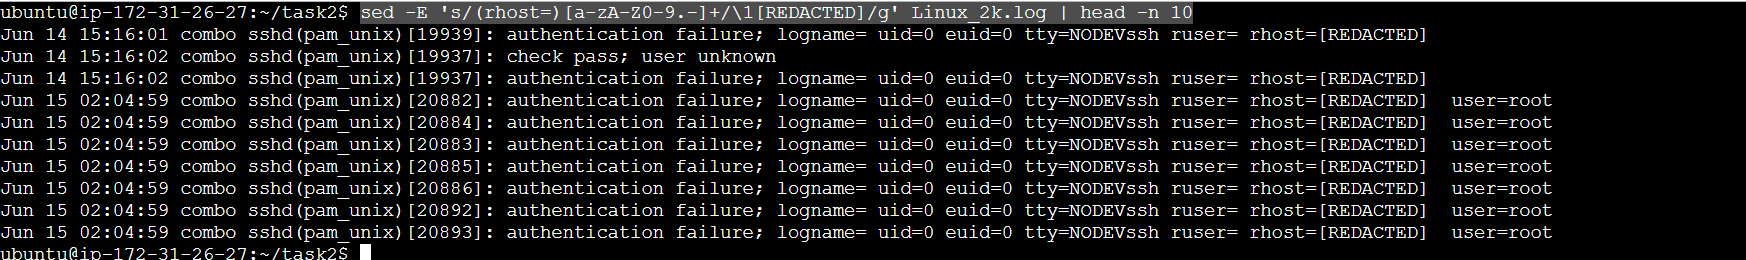 ubuntu@ip-172-31-26-27:~/task2$ sed -E 's/(rhost=)[a-zA-Z0-9.-]+/\1[REDACTED]/g' Linux_2k.log | head -n 10
Jun 14 15:16:01 combo sshd(pam_unix)[19939]: authentication failure; logname= uid=0 euid=0 tty=NODEVssh ruser= rhost=[REDACTED]
Jun 14 15:16:02 combo sshd(pam_unix)[19937]: check pass; user unknown
Jun 14 15:16:02 combo sshd(pam_unix)[19937]: authentication failure; logname= uid=0 euid=0 tty=NODEVssh ruser= rhost=[REDACTED]
Jun 15 02:04:59 combo sshd(pam_unix)[20882]: authentication failure; logname= uid=0 euid=0 tty=NODEVssh ruser= rhost=[REDACTED]  user=root
Jun 15 02:04:59 combo sshd(pam_unix)[20884]: authentication failure; logname= uid=0 euid=0 tty=NODEVssh ruser= rhost=[REDACTED]  user=root
Jun 15 02:04:59 combo sshd(pam_unix)[20883]: authentication failure; logname= uid=0 euid=0 tty=NODEVssh ruser= rhost=[REDACTED]  user=root
Jun 15 02:04:59 combo sshd(pam_unix)[20885]: authentication failure; logname= uid=0 euid=0 tty=NODEVssh ruser= rhost=[REDACTED]  user=root
Jun 15 02:04:59 combo sshd(pam_unix)[20886]: authentication failure; logname= uid=0 euid=0 tty=NODEVssh ruser= rhost=[REDACTED]  user=root
Jun 15 02:04:59 combo sshd(pam_unix)[20892]: authentication failure; logname= uid=0 euid=0 tty=NODEVssh ruser= rhost=[REDACTED]  user=root
Jun 15 02:04:59 combo sshd(pam_unix)[20893]: authentication failure; logname= uid=0 euid=0 tty=NODEVssh ruser= rhost=[REDACTED]  user=root
ubuntu@ip-172-31-26-27:~/task2$